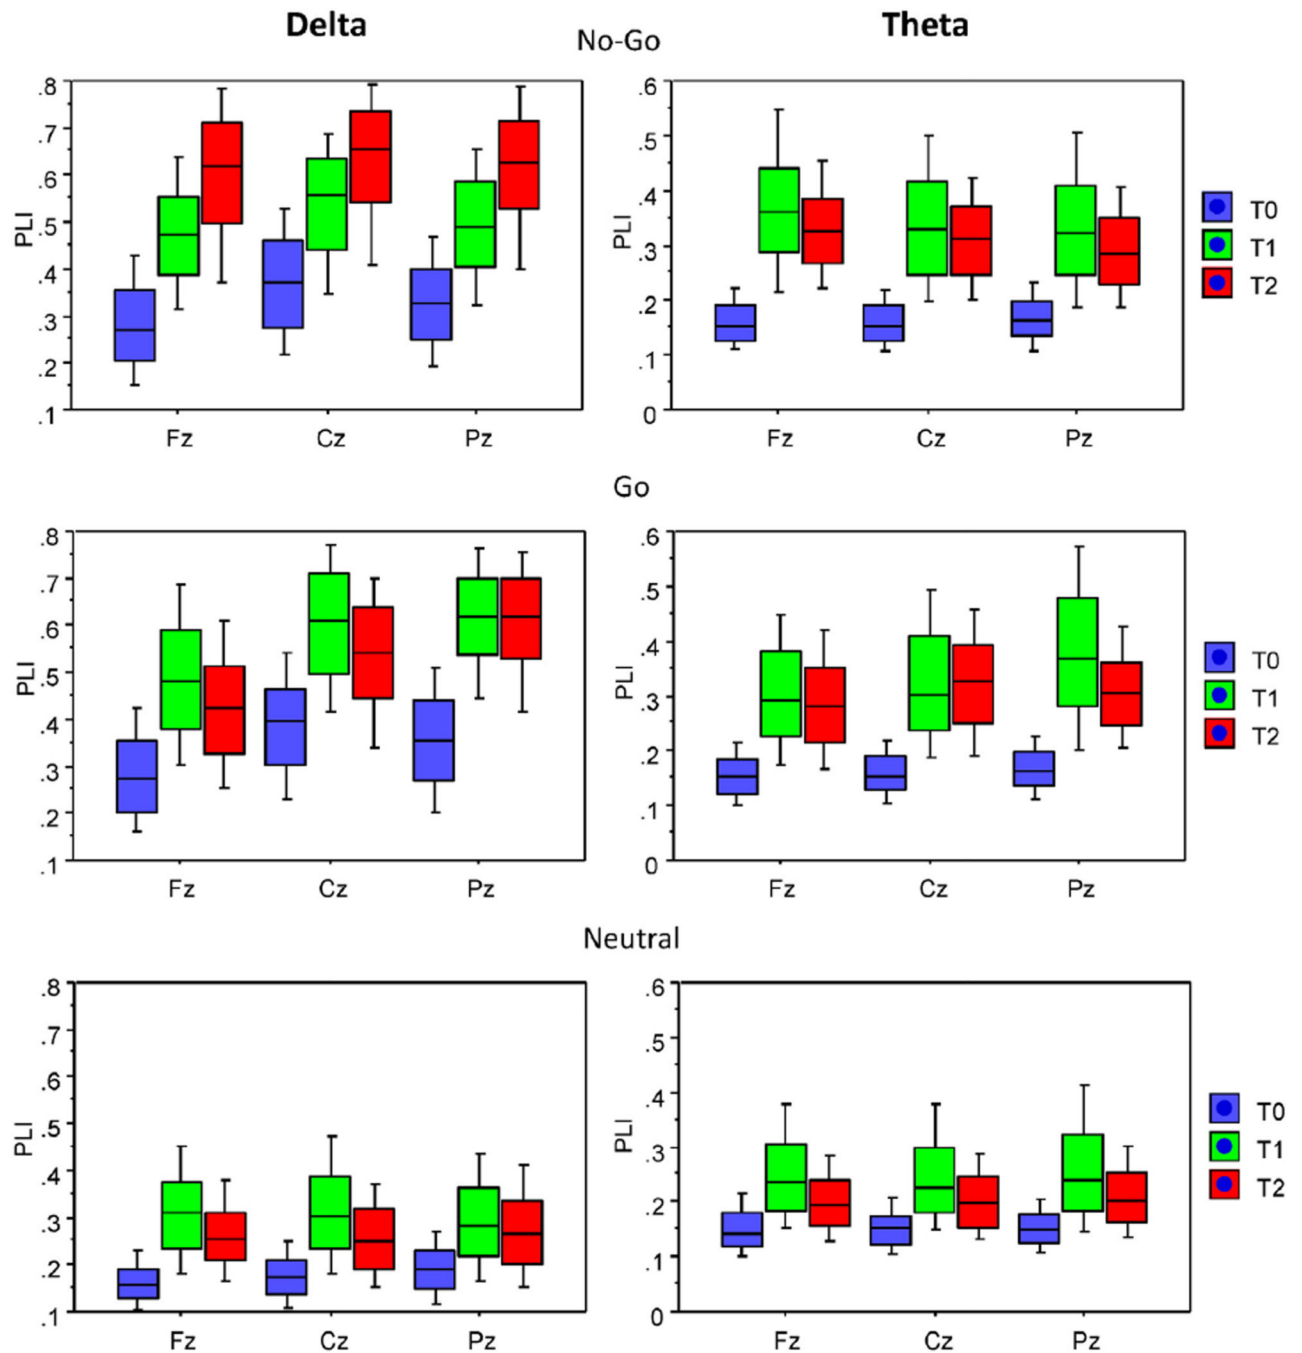 Delta
Theta
No-Go
.8
.7
.6
.5
.4
.3
.2
.1
PLI
Fz Cz Pz
.6
.5
.4
.3
.2
.1
0
PLI
Fz Cz Pz
T0
T1
T2
Go
.8
.7
.6
.5
.4
.3
.2
.1
PLI
Fz Cz Pz
.6
.5
.4
.3
.2
.1
0
PLI
Fz Cz Pz
T0
T1
T2
Neutral
.8
.7
.6
.5
.4
.3
.2
.1
PLI
Fz Cz Pz
.6
.5
.4
.3
.2
.1
0
PLI
Fz Cz Pz
T0
T1
T2